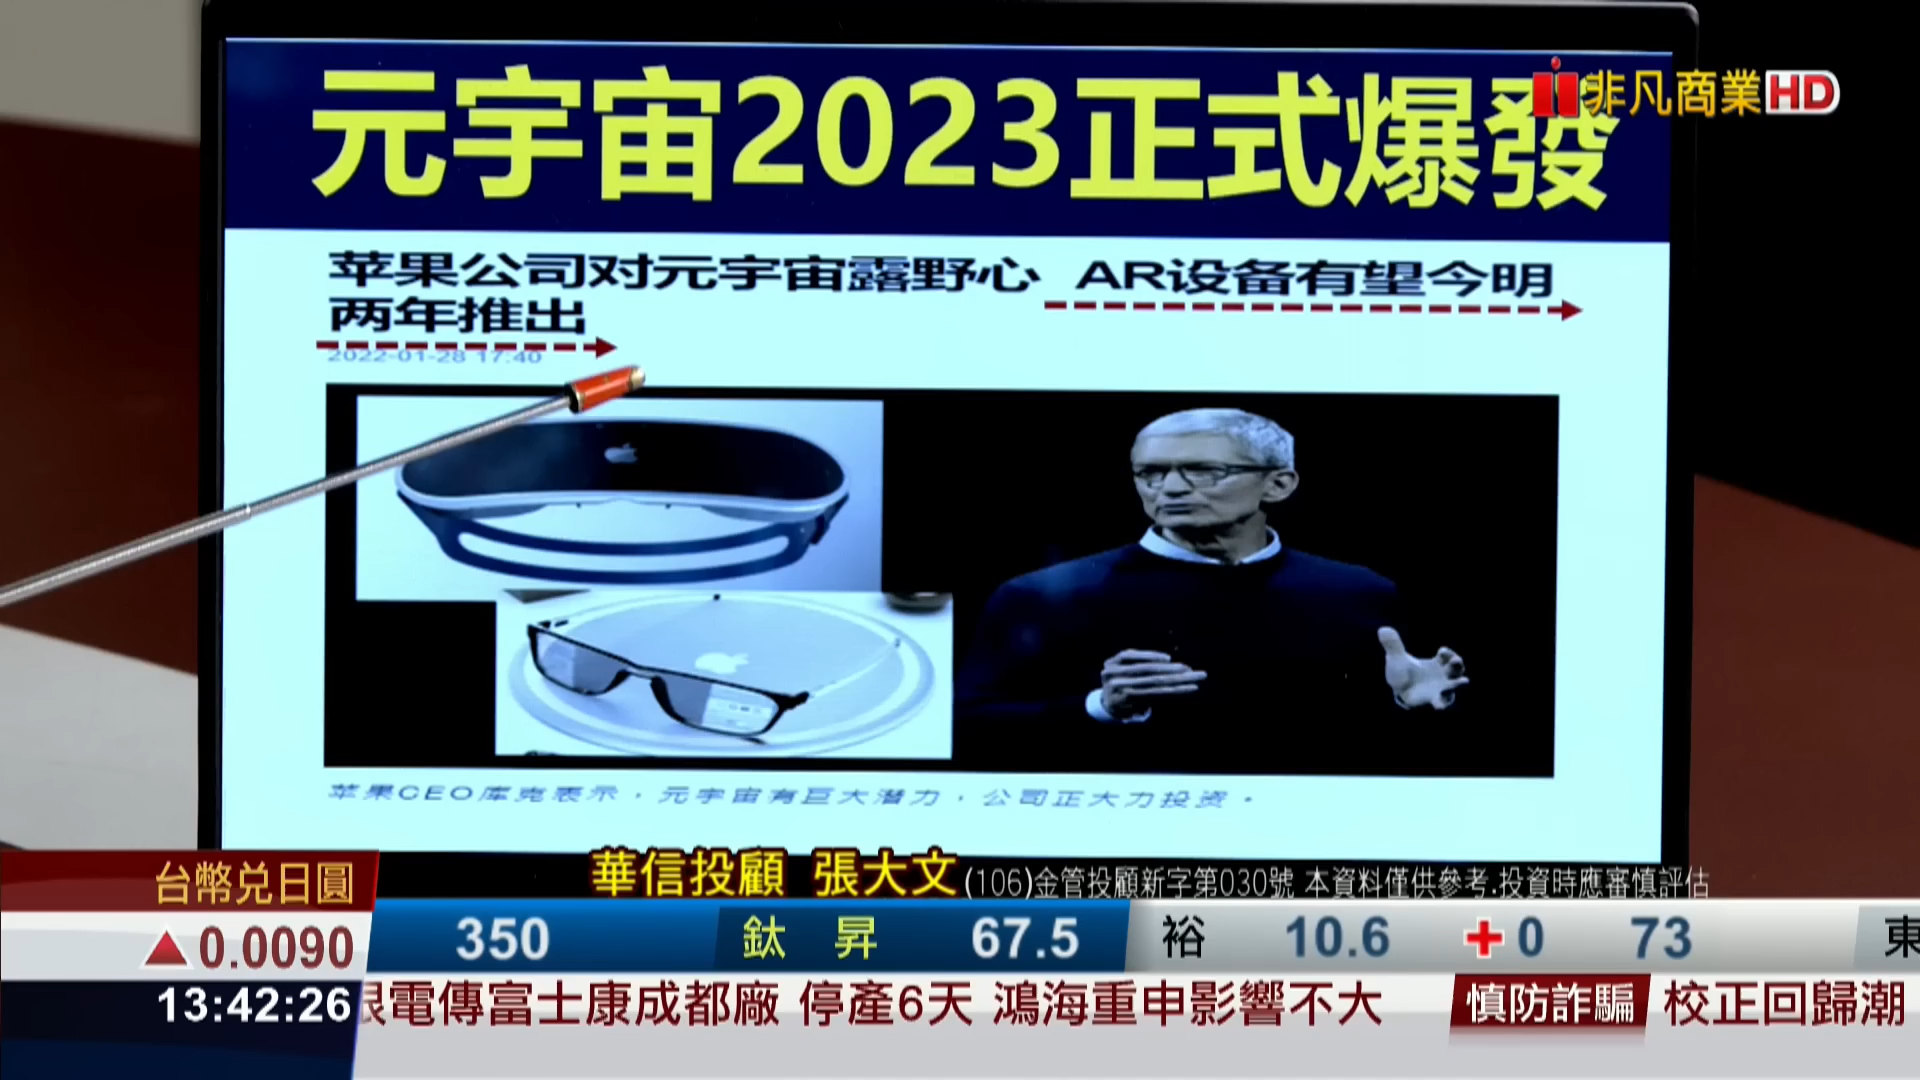 元宇宙2023正式爆發
非凡商業HD
苹果公司对元宇宙露野心 AR设备有望今明
两年推出
2022-01-28 17:40
苹果CEO库克表示，元宇宙有巨大潜力，公司正大力投资。
華信投顧 張大文 (106)金管投顧新字第030號 本資料僅供參考.投資時應審慎評估
台幣兌日圓
▲0.0090
350 鈦昇 67.5 裕 10.6 +0 73 東
13:42:26
電傳富士康成都廠 停產6天 鴻海重申影響不大 慎防詐騙 校正回歸潮